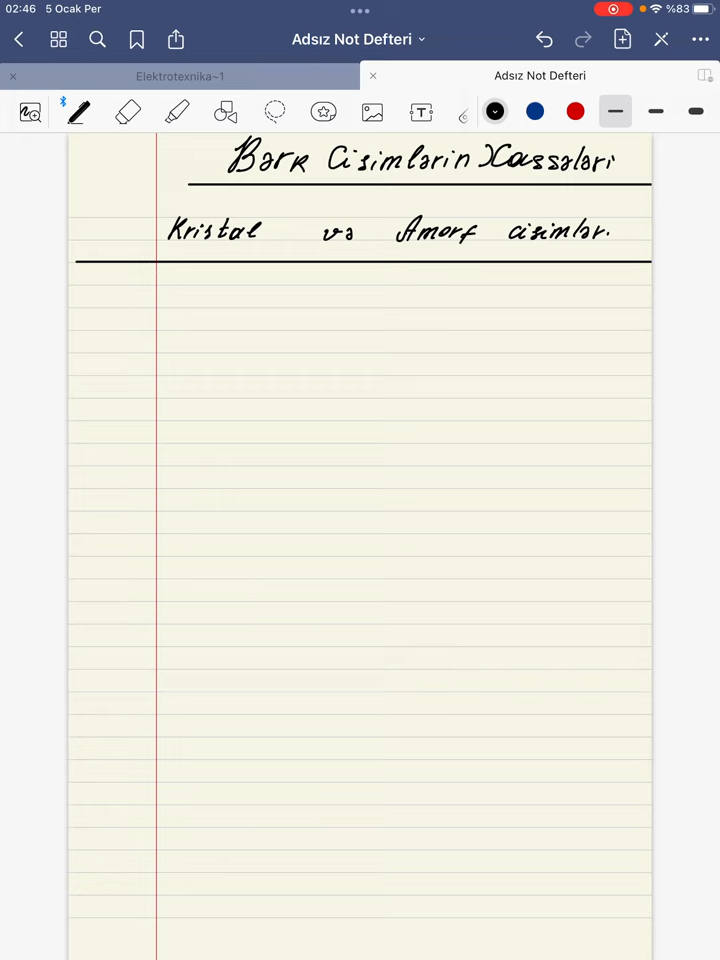 02:46 5 Ocak Per %83
Adsız Not Defteri
Elektrotexnika~1
Adsız Not Defteri
Bərk Cisimlərin Xassələri
Kristal və Amorf cisimlər.